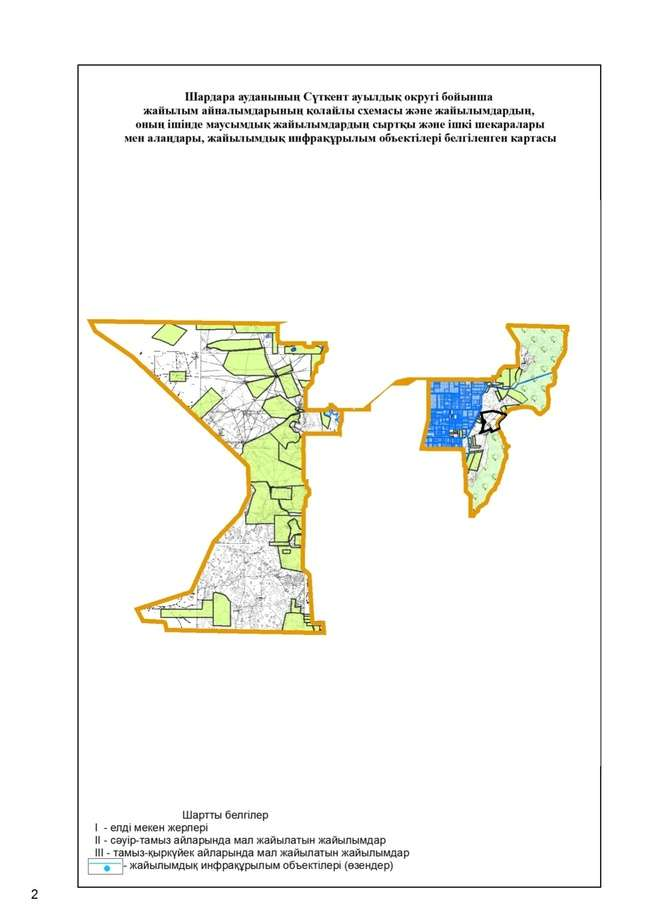 Шардара ауданының Сүткент ауылдық округі бойынша
жайылым айналымдарының қолайлы схемасы және жайылымдардың,
оның ішінде маусымдық жайылымдардың сыртқы және ішкі шекаралары
мен алаңдары, жайылымдық инфрақұрылым объектілері белгіленген картасы
Шартты белгілер
I - елді мекен жерлері
II - сәуір-тамыз айларында мал жайылатын жайылымдар
III - тамыз-қыркүйек айларында мал жайылатын жайылымдар
- жайылымдық инфрақұрылым объектілері (өзендер)
2